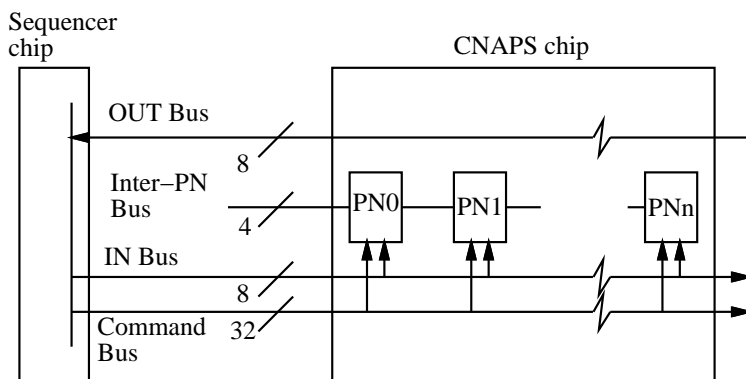 Sequencer
chip
CNAPS chip
OUT Bus
8
Inter−PN
Bus
4
PN0
PN1
PNn
IN Bus
8
Command
Bus
32